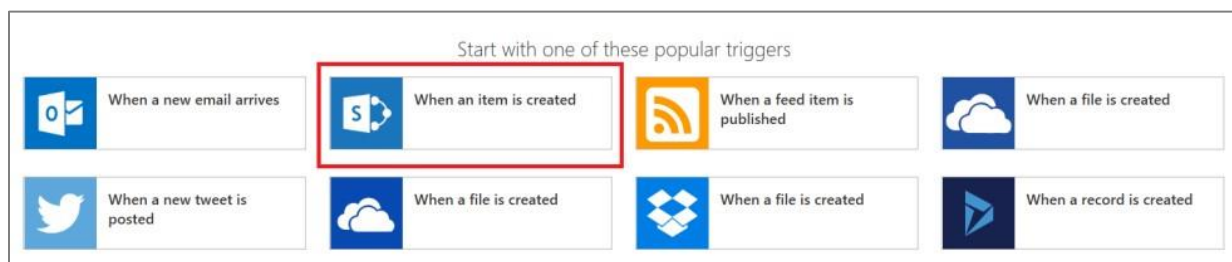 Start with one of these popular triggers
When a new email arrives
When an item is created
When a feed item is
published
When a file is created
When a new tweet is
posted
When a file is created
When a file is created
When a record is created